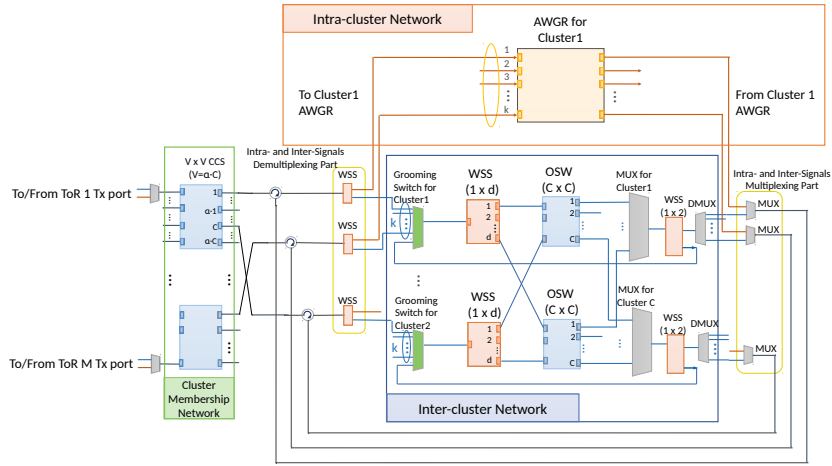 Intra-cluster Network
AWGR for
Cluster1
1
2
3
k
To Cluster1
AWGR
From Cluster 1
AWGR
V x V CCS
(V=α·C)
1
α·1
C
α·C
To/From ToR 1 Tx port
To/From ToR M Tx port
Cluster
Membership
Network
Intra- and Inter-Signals
Demultiplexing Part
WSS
WSS
WSS
Grooming
Switch for
Cluster1
k
WSS
(1 x d)
1
2
d
OSW
(C x C)
1
2
C
MUX for
Cluster1
WSS
(1 x 2)
DMUX
Intra- and Inter-Signals
Multiplexing Part
MUX
MUX
Grooming
Switch for
Cluster2
k
WSS
(1 x d)
1
2
d
OSW
(C x C)
1
2
C
MUX for
Cluster C
WSS
(1 x 2)
DMUX
MUX
Inter-cluster Network